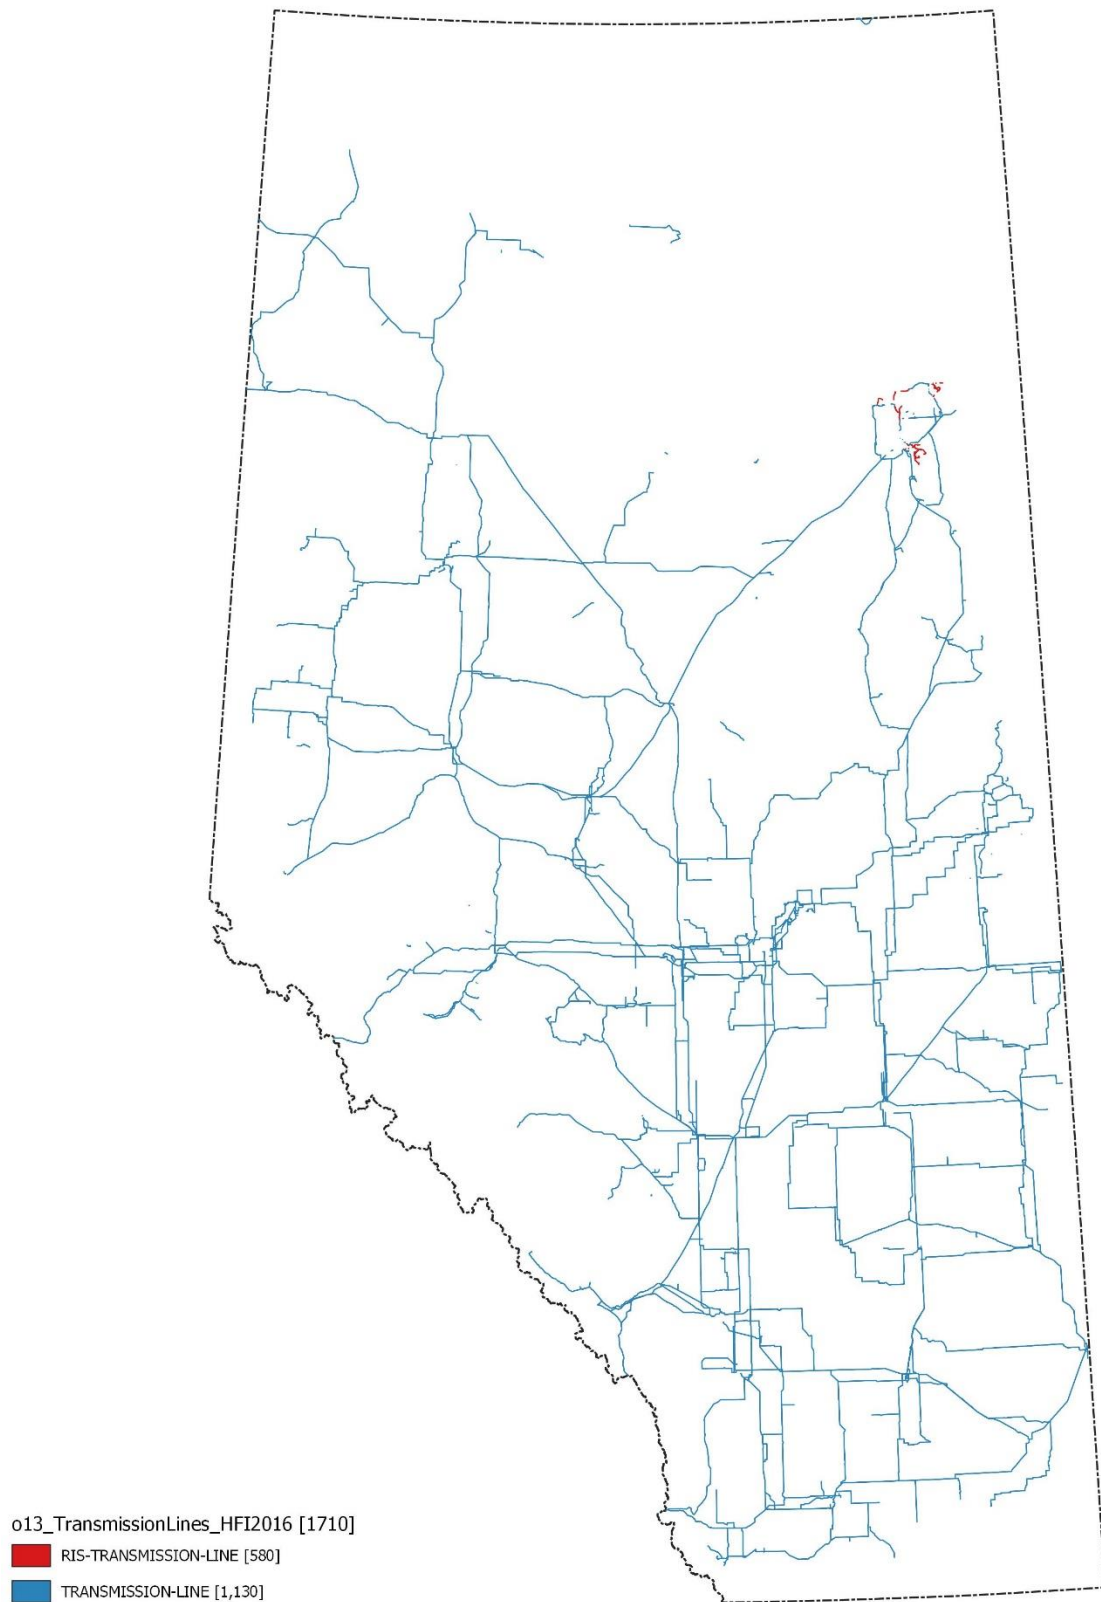 o13_TransmissionLines_HFI2016 [1710]
RIS-TRANSMISSION-LINE [580]
TRANSMISSION-LINE [1,130]